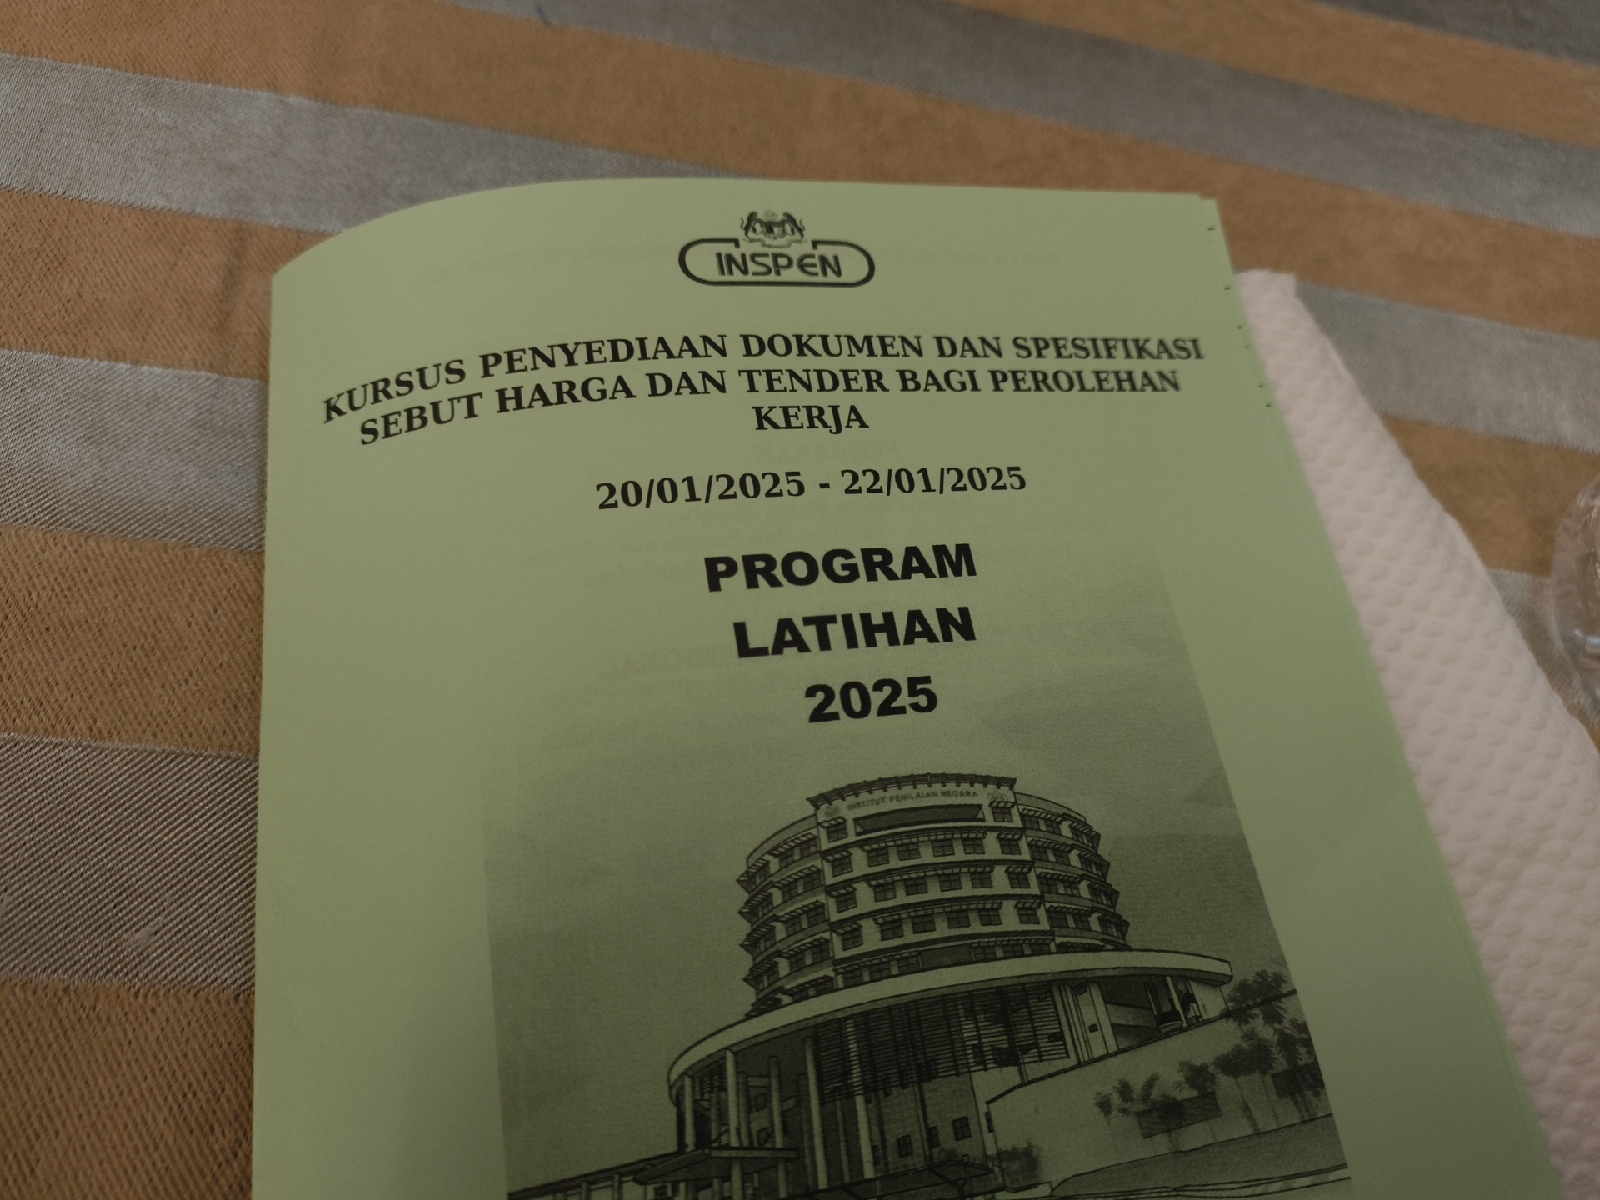 INSPEN
KURSUS PENYEDIAAN DOKUMEN DAN SPESIFIKASI
SEBUT HARGA DAN TENDER BAGI PEROLEHAN
KERJA
20/01/2025 - 22/01/2025
PROGRAM
LATIHAN
2025
INSTITUT PENILAIAN NEGARA